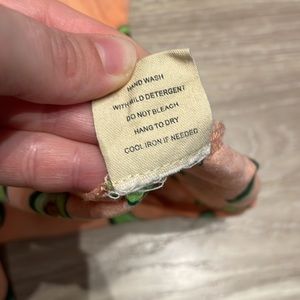 HAND WASH
WITH MILD DETERGENT
DO NOT BLEACH
HANG TO DRY
COOL IRON IF NEEDED